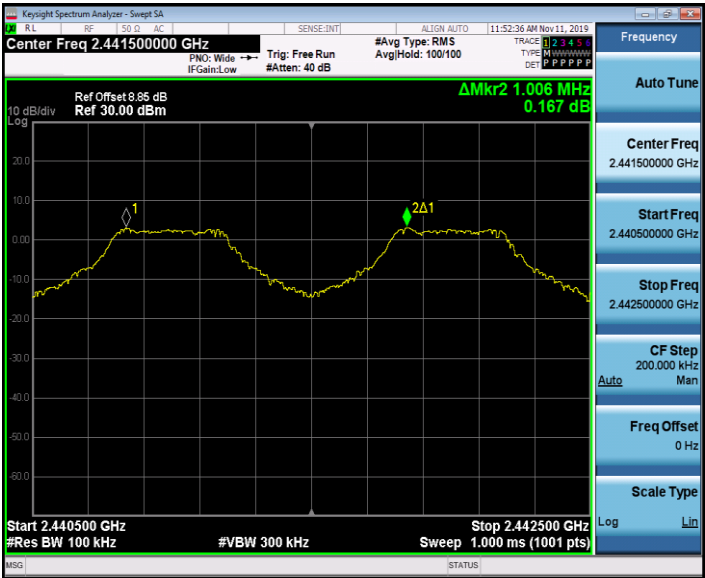 Keysight Spectrum Analyzer - Swept SA
RL RF 50 Ω AC SENSE:INT ALIGN AUTO 11:52:36 AM Nov 11, 2019
Center Freq 2.441500000 GHz
PNO: Wide
IFGain:Low
Trig: Free Run
#Atten: 40 dB
#Avg Type: RMS
Avg|Hold: 100/100
TRACE 1 2 3 4 5 6
TYPE M WWWWW
DET P P P P P P
Ref Offset 8.85 dB
Ref 30.00 dBm
10 dB/div
Log
ΔMkr2 1.006 MHz
0.167 dB
20.0
10.0
0.00
-10.0
-20.0
-30.0
-40.0
-50.0
-60.0
1
2Δ1
Start 2.440500 GHz
Stop 2.442500 GHz
#Res BW 100 kHz
#VBW 300 kHz
Sweep 1.000 ms (1001 pts)
MSG
STATUS
Frequency
Auto Tune
Center Freq
2.441500000 GHz
Start Freq
2.440500000 GHz
Stop Freq
2.442500000 GHz
CF Step
200.000 kHz
Auto Man
Freq Offset
0 Hz
Scale Type
Log Lin